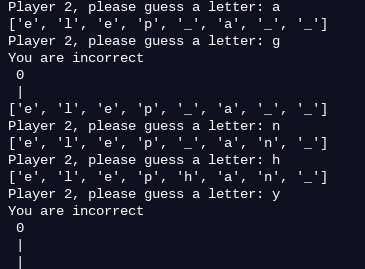 Player 2, please guess a letter: a
['e', 'l', 'e', 'p', '_', 'a', '_', '_']
Player 2, please guess a letter: g
You are incorrect
 0
 |
['e', 'l', 'e', 'p', '_', 'a', '_', '_']
Player 2, please guess a letter: n
['e', 'l', 'e', 'p', '_', 'a', 'n', '_']
Player 2, please guess a letter: h
['e', 'l', 'e', 'p', 'h', 'a', 'n', '_']
Player 2, please guess a letter: y
You are incorrect
 0
 |
 |